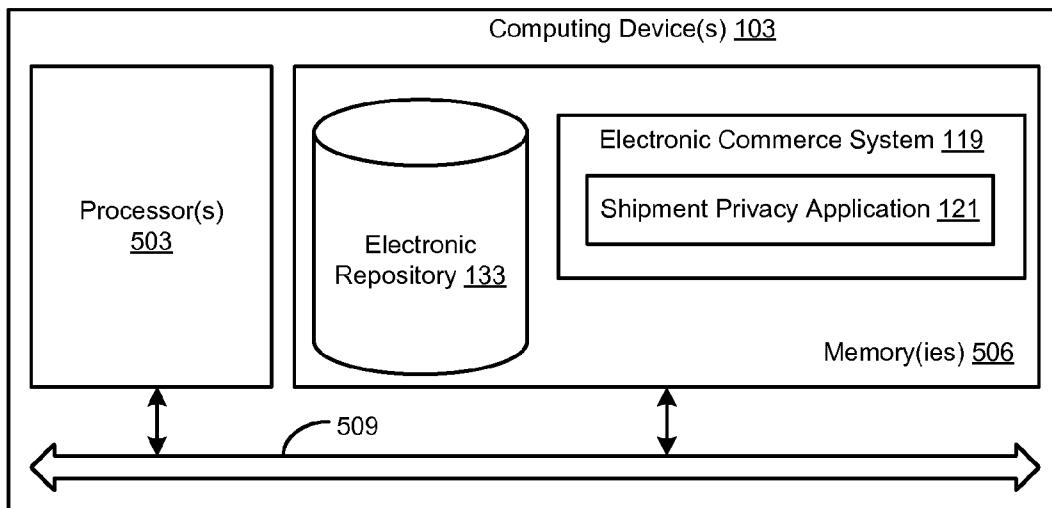 Computing Device(s) 103
Processor(s)
503
Electronic
Repository 133
Electronic Commerce System 119
Shipment Privacy Application 121
Memory(ies) 506
509